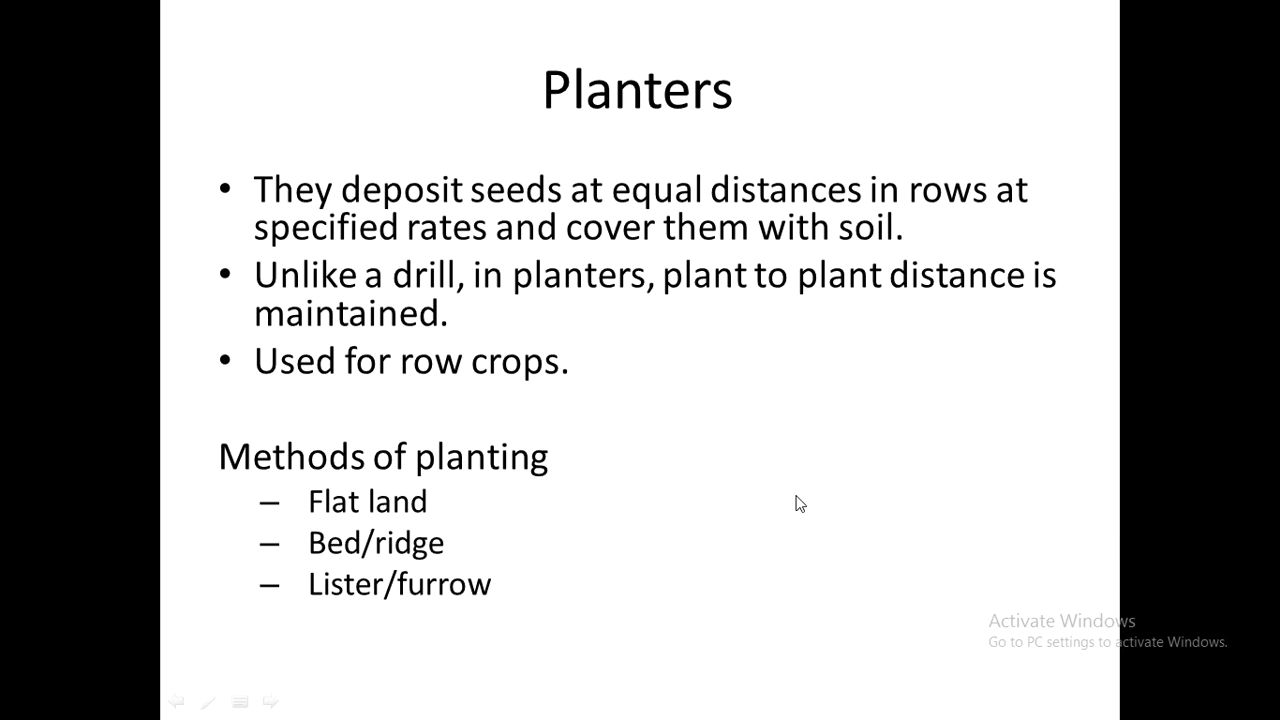 Planters
• They deposit seeds at equal distances in rows at
specified rates and cover them with soil.
• Unlike a drill, in planters, plant to plant distance is
maintained.
• Used for row crops.
Methods of planting
– Flat land
– Bed/ridge
– Lister/furrow
Activate Windows
Go to PC settings to activate Windows.